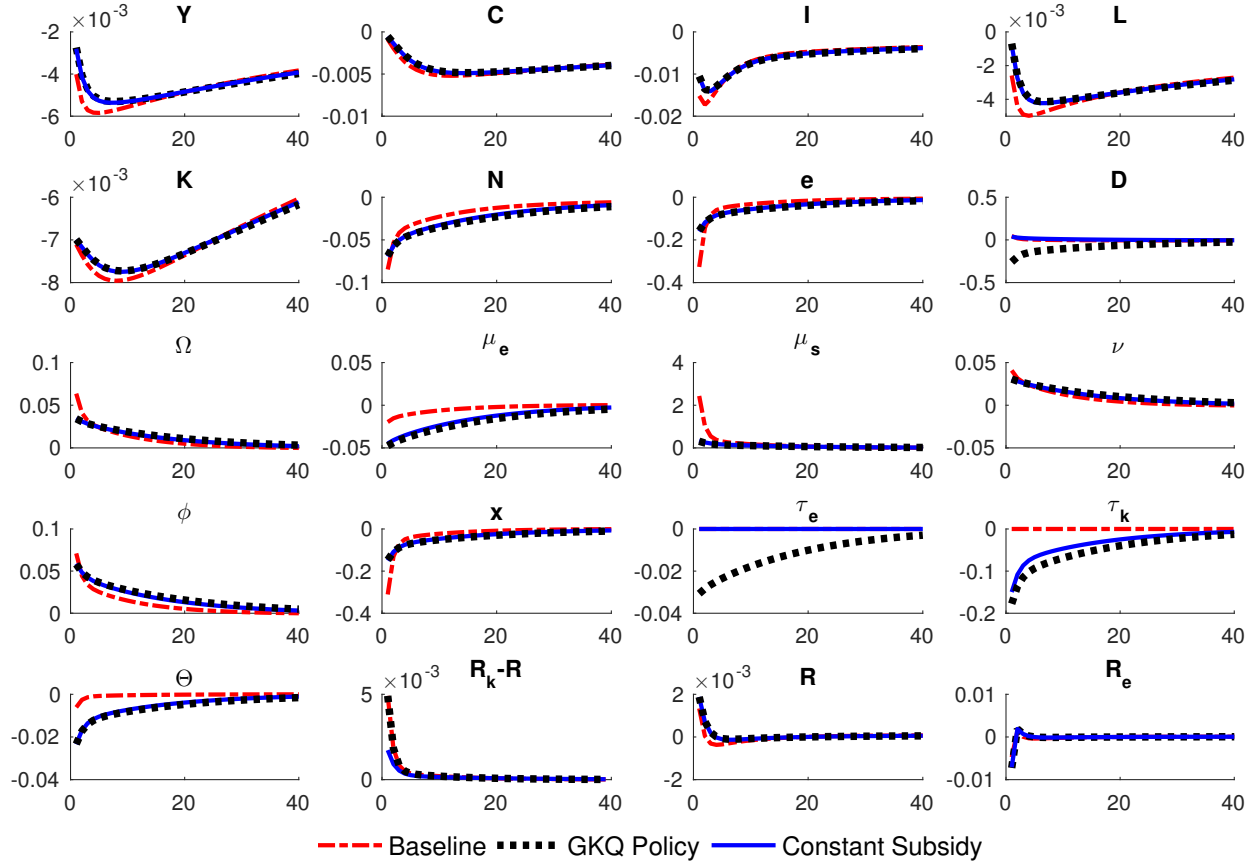 Y C I L
×10⁻³ ×10⁻³
-2 0 0 0
-4 -0.005 -0.01 -2
-4
-6 -0.01 -0.02 -6
0 20 40 0 20 40 0 20 40 0 20 40
K N e D
×10⁻³
-6 0 0 0.5
-7 -0.05 -0.2 0
-8 -0.1 -0.4 -0.5
0 20 40 0 20 40 0 20 40 0 20 40
Ω μe μs ν
0.1 0.05 4 0.05
0.05 0 2 0
0 -0.05 0 -0.05
0 20 40 0 20 40 0 20 40 0 20 40
φ x τe τk
0.1 0 0 0
0.05 -0.2 -0.02 -0.1
0 -0.4 -0.04 -0.2
0 20 40 0 20 40 0 20 40 0 20 40
Θ Rk-R R Re
×10⁻³ ×10⁻³
0 5 2 0.01
-0.02 0 0
-0.04 0 -2 -0.01
0 20 40 0 20 40 0 20 40 0 20 40
Baseline GKQ Policy Constant Subsidy